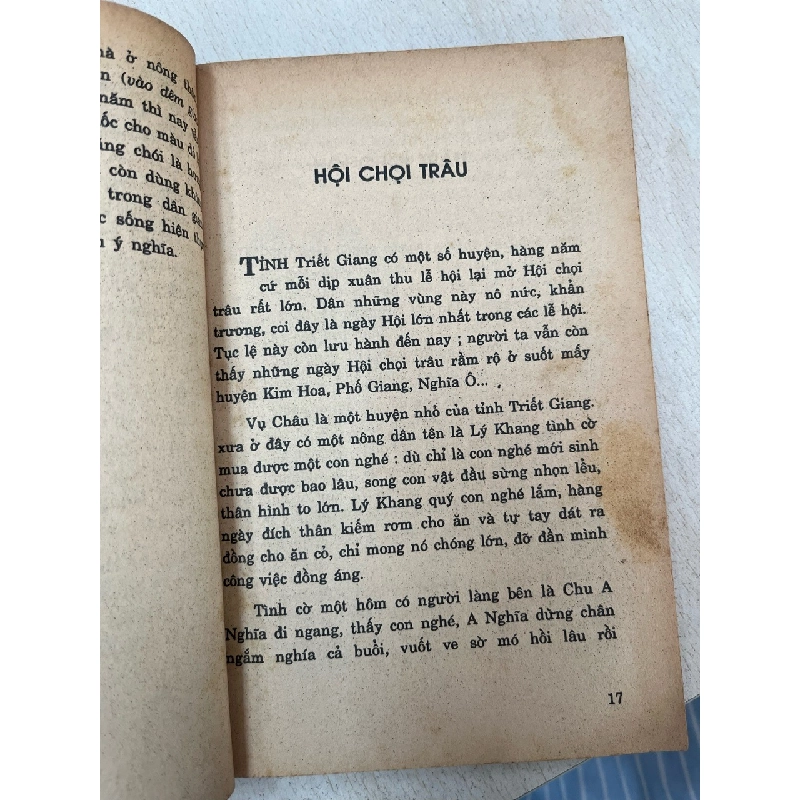 nà ở nông
(vào đêm
năm thì nay
ốc cho màu
chói là
còn dùng
trong dân
sống hiện
ý nghĩa.
HỘI CHỌI TRÂU
TỈNH Triết Giang có một số huyện, hàng năm
cứ mỗi dịp xuân thu lễ hội lại mở Hội chọi
trâu rất lớn. Dân những vùng này nô nức, khẩn
trương, coi đây là ngày Hội lớn nhất trong các lễ hội.
Tục lệ này còn lưu hành đến nay ; người ta vẫn còn
thấy những ngày Hội chọi trâu rầm rộ ở suốt mấy
huyện Kim Hoa, Phố Giang, Nghĩa Ô...
Vụ Châu là một huyện nhỏ của tỉnh Triết Giang.
xưa ở đây có một nông dân tên là Lý Khang tình cờ
mua được một con nghé : dù chỉ là con nghé mới sinh
chưa được bao lâu, song con vật đầu sừng nhọn lểu,
thân hình to lớn. Lý Khang quý con nghé lắm, hàng
ngày đích thân kiếm rơm cho ăn và tự tay dắt ra
đồng cho ăn cỏ, chỉ mong nó chóng lớn, đỡ đần mình
công việc đồng áng.
Tình cờ một hôm có người làng bên là Chu A
Nghĩa đi ngang, thấy con nghé, A Nghĩa dừng chân
ngắm nghía cả buổi, vuốt ve sờ mó hồi lâu rồi
17